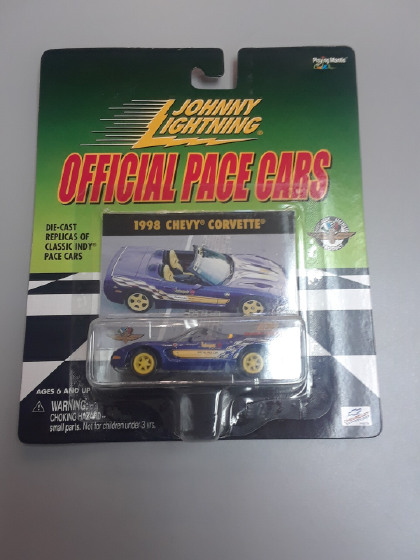 Playing Mantis
JOHNNY
LIGHTNING®
OFFICIAL PACE CARS
1998 CHEVY® CORVETTE®
DIE-CAST
REPLICAS OF
CLASSIC INDY®
PACE CARS
AGES 6 AND UP
WARNING:
CHOKING HAZARD
small parts. Not for children under 3 yrs.